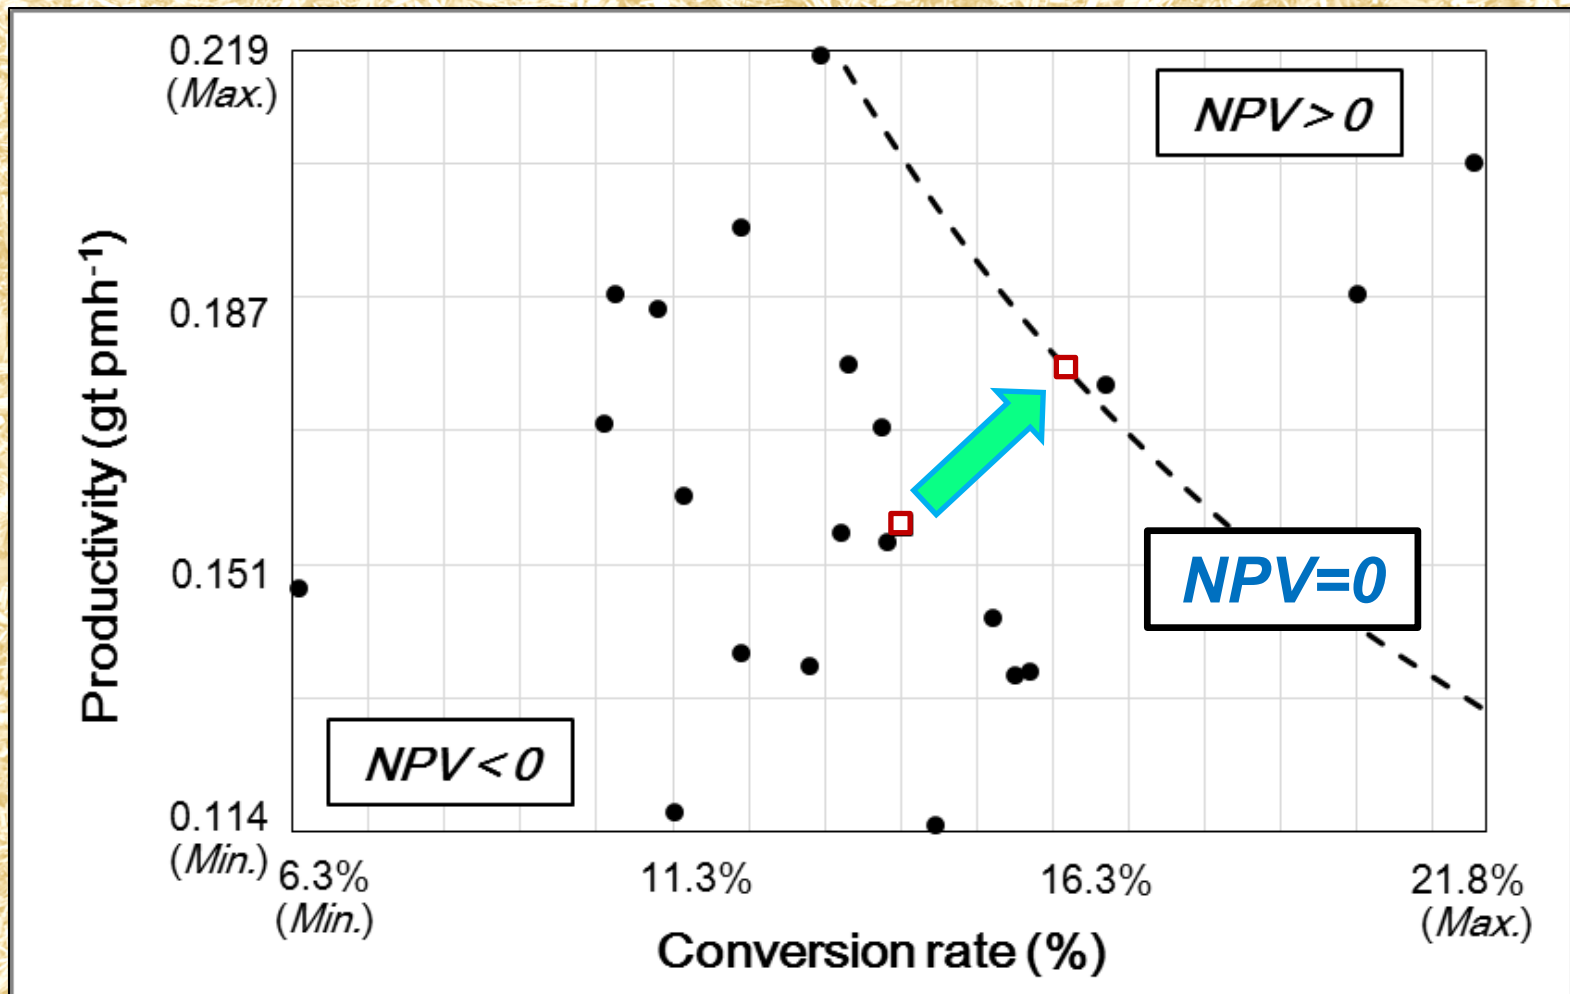 0.219
(Max.)
NPV>0
0.187
Productivity (gt pmh-1)
0.151
NPV=0
NPV<0
0.114
(Min.)
6.3%
(Min.)
11.3%
16.3%
21.8%
(Max.)
Conversion rate (%)